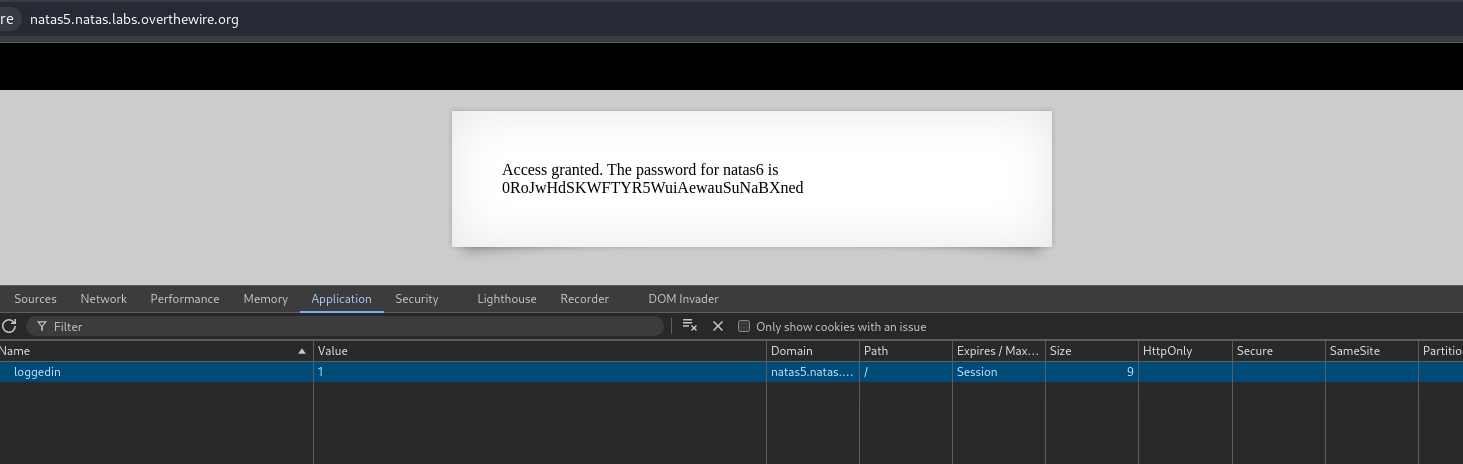 re natas5.natas.labs.overthewire.org
Access granted. The password for natas6 is
0RoJwHdSKWFTYR5WuiAewauSuNaBXned
Sources Network Performance Memory Application Security Lighthouse Recorder DOM Invader
Filter Only show cookies with an issue
Name Value Domain Path Expires / Max... Size HttpOnly Secure SameSite Partitio
loggedin 1 natas5.natas.... / Session 9